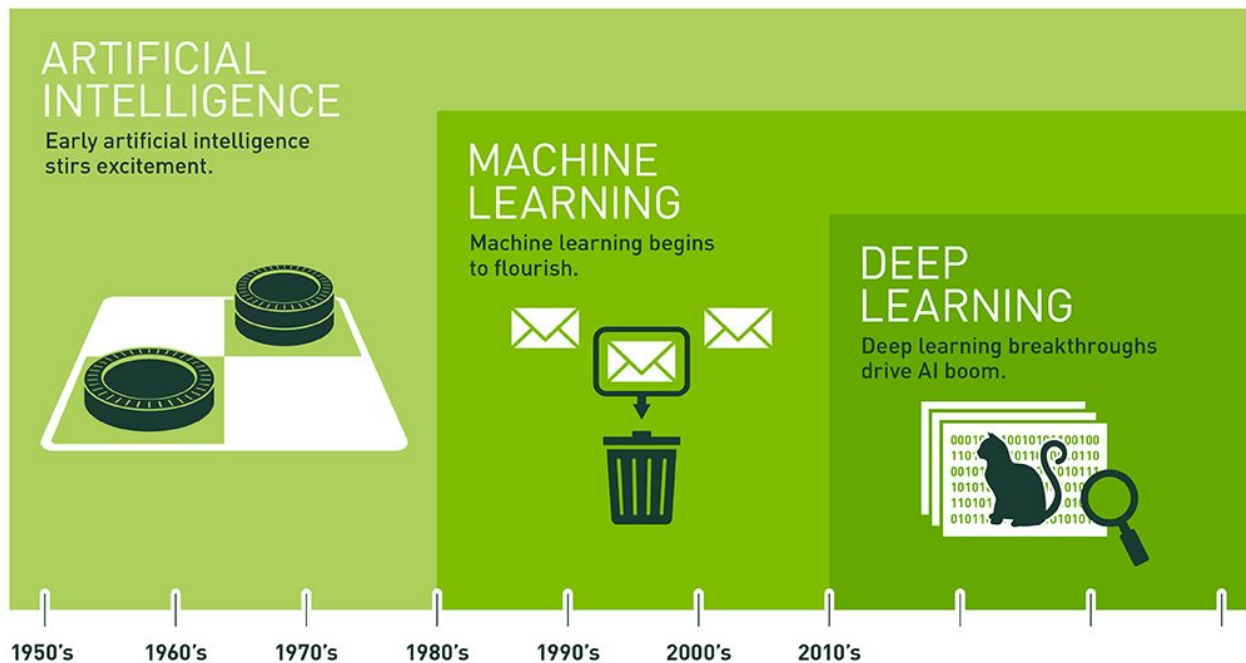 ARTIFICIAL
INTELLIGENCE
Early artificial intelligence
stirs excitement.
MACHINE
LEARNING
Machine learning begins
to flourish.
DEEP
LEARNING
Deep learning breakthroughs
drive AI boom.
1950's
1960's
1970's
1980's
1990's
2000's
2010's